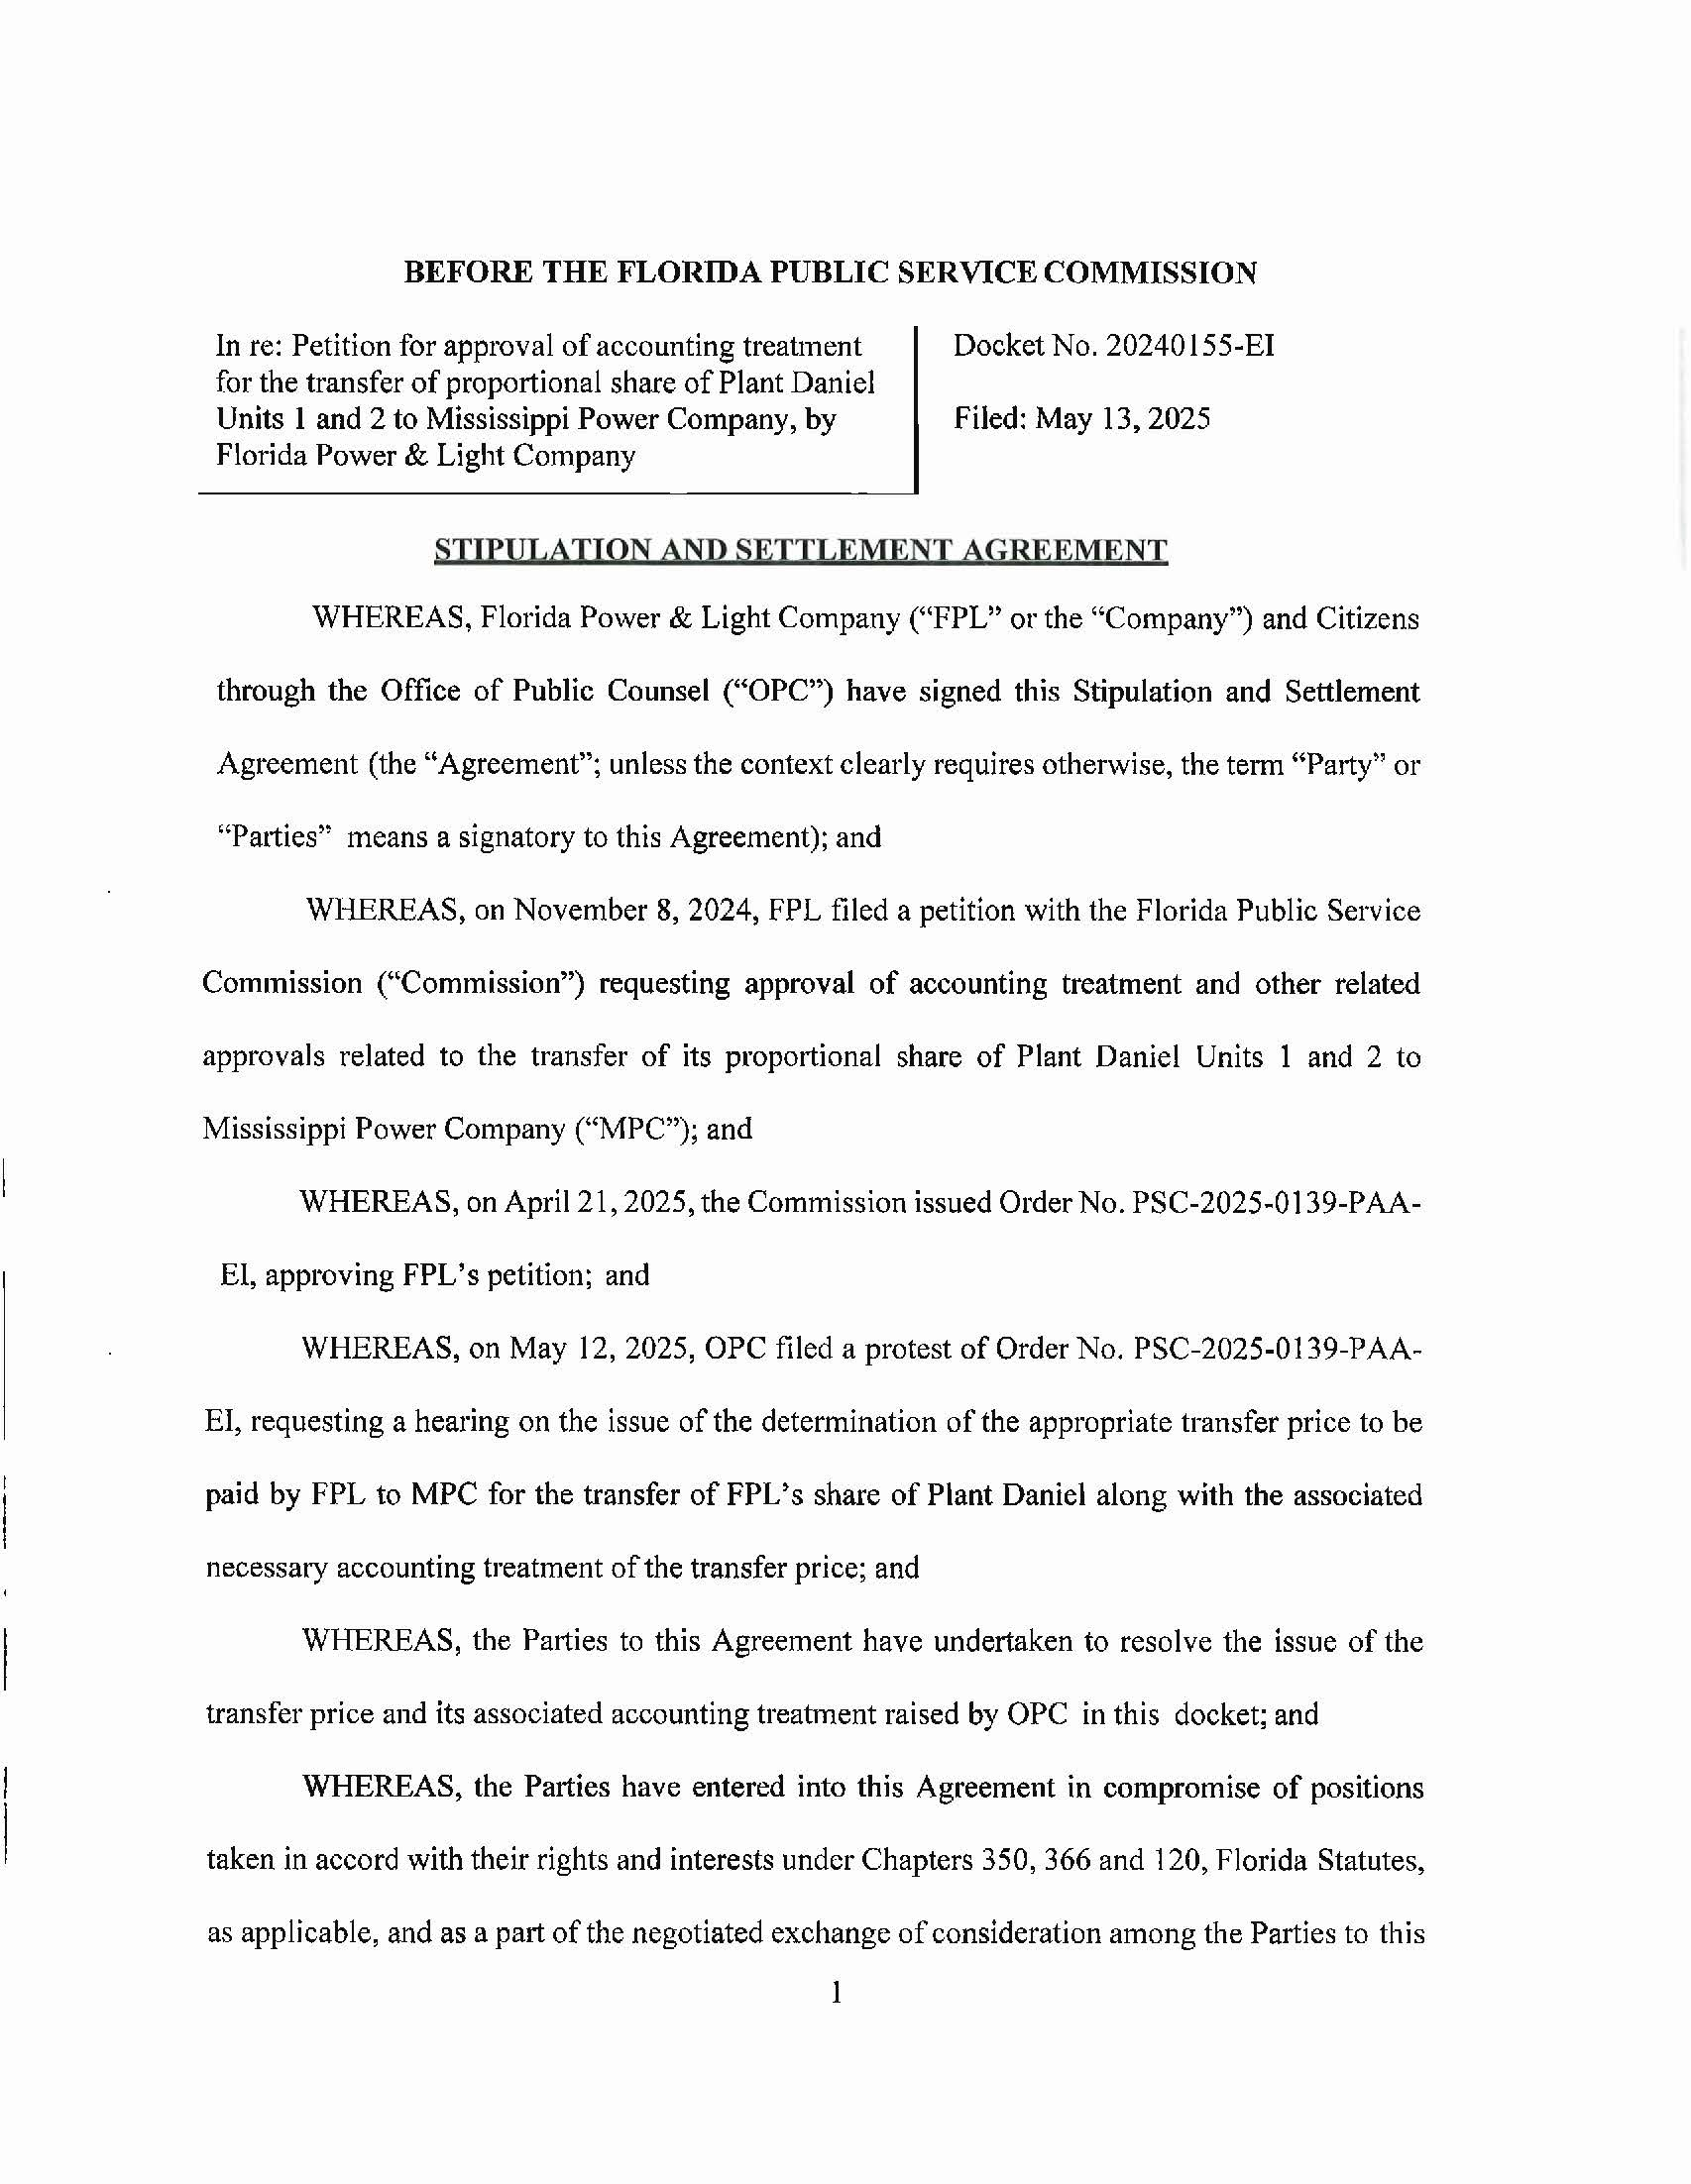 BEFORE THE FLORIDA PUBLIC SERVICE COMMISSION
In re: Petition for approval of accounting treatment
for the transfer of proportional share of Plant Daniel
Units 1 and 2 to Mississippi Power Company, by
Florida Power & Light Company
Docket No. 20240155-EI
Filed: May 13, 2025
STIPULATION AND SETTLEMENT AGREEMENT
WHEREAS, Florida Power & Light Company (“FPL” or the “Company”) and Citizens
through the Office of Public Counsel (“OPC”) have signed this Stipulation and Settlement
Agreement (the “Agreement”; unless the context clearly requires otherwise, the term “Party” or
“Parties” means a signatory to this Agreement); and
WHEREAS, on November 8, 2024, FPL filed a petition with the Florida Public Service
Commission (“Commission”) requesting approval of accounting treatment and other related
approvals related to the transfer of its proportional share of Plant Daniel Units 1 and 2 to
Mississippi Power Company (“MPC”); and
WHEREAS, on April 21, 2025, the Commission issued Order No. PSC-2025-0139-PAA-
EI, approving FPL’s petition; and
WHEREAS, on May 12, 2025, OPC filed a protest of Order No. PSC-2025-0139-PAA-
EI, requesting a hearing on the issue of the determination of the appropriate transfer price to be
paid by FPL to MPC for the transfer of FPL’s share of Plant Daniel along with the associated
necessary accounting treatment of the transfer price; and
WHEREAS, the Parties to this Agreement have undertaken to resolve the issue of the
transfer price and its associated accounting treatment raised by OPC in this docket; and
WHEREAS, the Parties have entered into this Agreement in compromise of positions
taken in accord with their rights and interests under Chapters 350, 366 and 120, Florida Statutes,
as applicable, and as a part of the negotiated exchange of consideration among the Parties to this
1